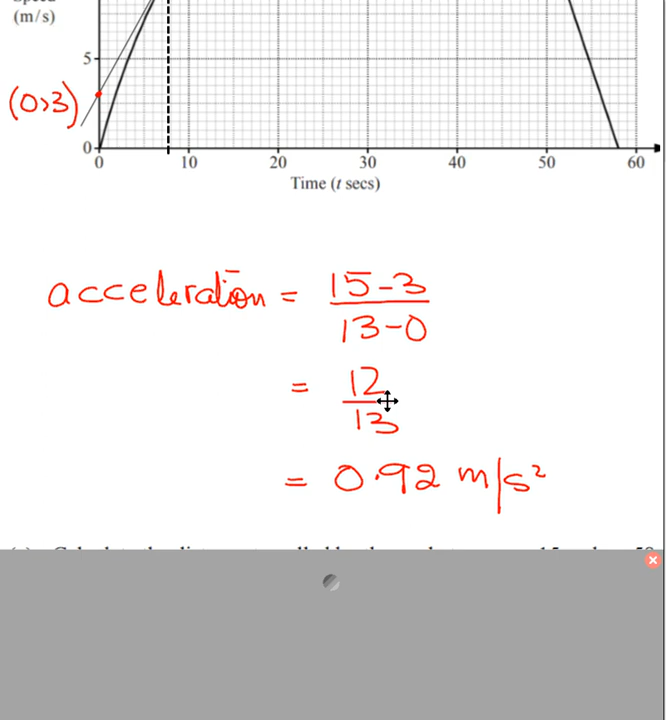 (m/s)
5
(0,3)
0
0 10 20 30 40 50 60
Time (t secs)
acceleration = 15-3
13-0
= 12
13
= 0.92 m/s²